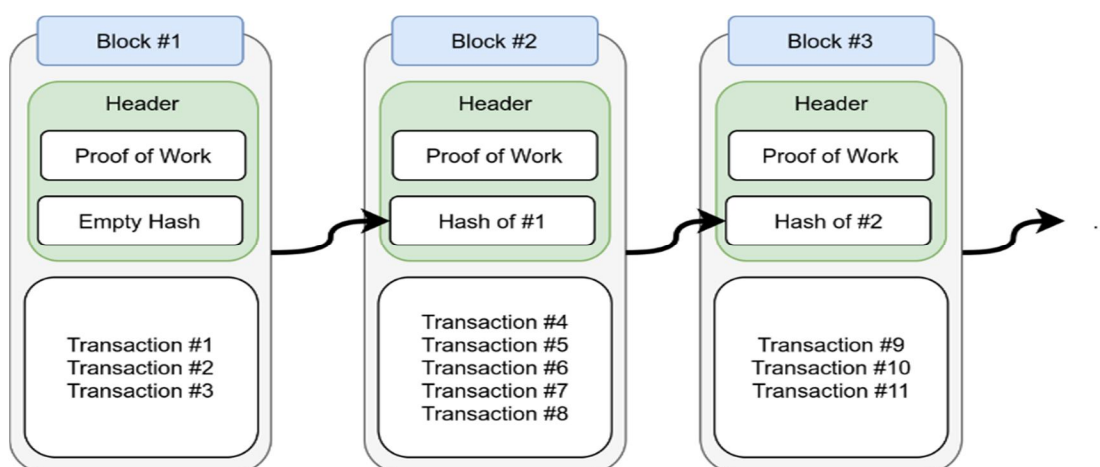 Block #1
Header
Proof of Work
Empty Hash
Transaction #1
Transaction #2
Transaction #3
Block #2
Header
Proof of Work
Hash of #1
Transaction #4
Transaction #5
Transaction #6
Transaction #7
Transaction #8
Block #3
Header
Proof of Work
Hash of #2
Transaction #9
Transaction #10
Transaction #11
.